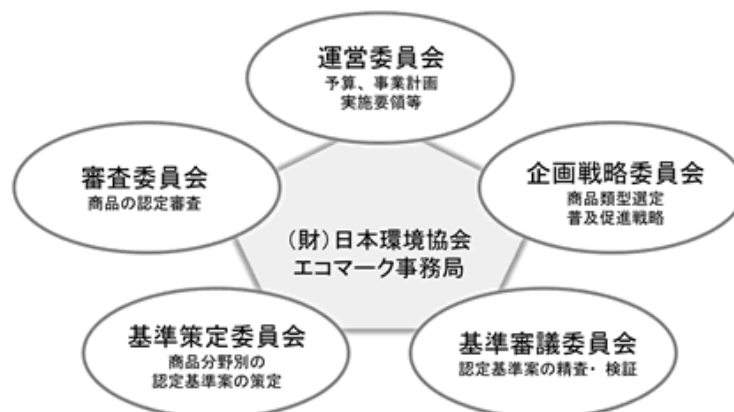 運営委員会
予算、事業計画
実施要領等
審査委員会
商品の認定審査
企画戦略委員会
商品類型選定
普及促進戦略
（財）日本環境協会
エコマーク事務局
基準策定委員会
商品分野別の
認定基準案の策定
基準審議委員会
認定基準案の精査・検証